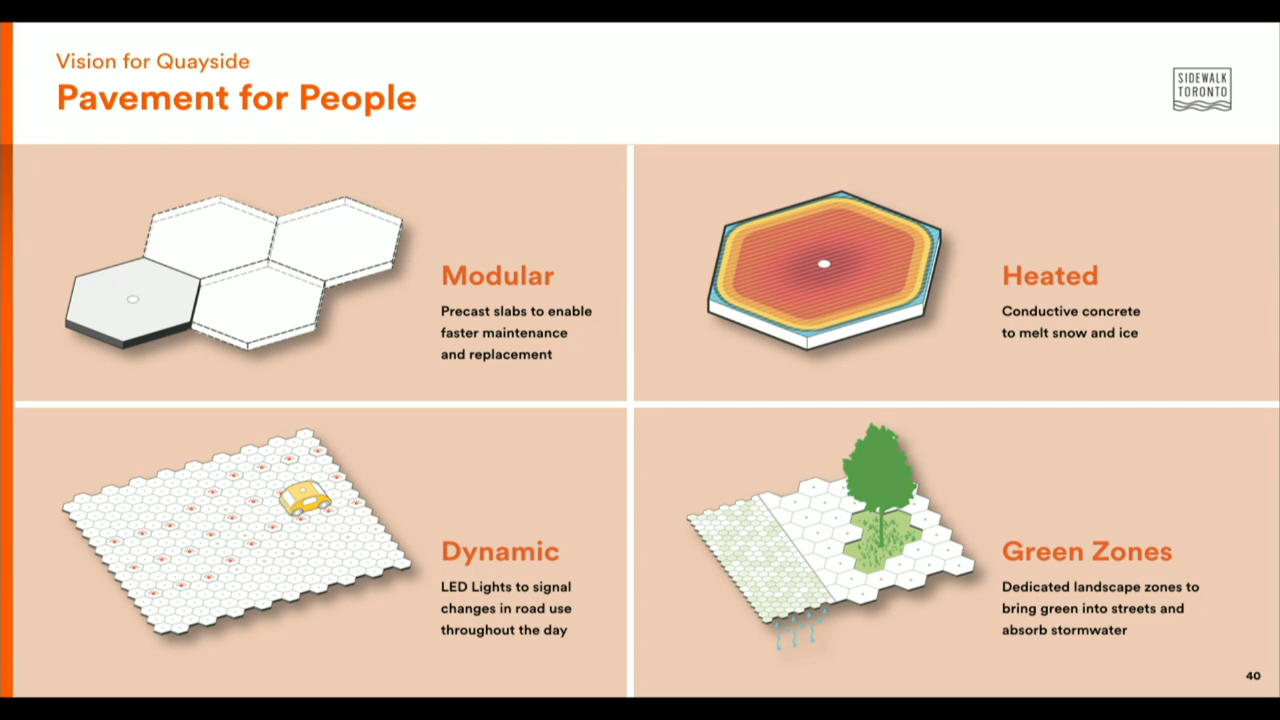 Vision for Quayside
Pavement for People
SIDEWALK
TORONTO
Modular
Precast slabs to enable
faster maintenance
and replacement
Heated
Conductive concrete
to melt snow and ice
Dynamic
LED Lights to signal
changes in road use
throughout the day
Green Zones
Dedicated landscape zones to
bring green into streets and
absorb stormwater
40